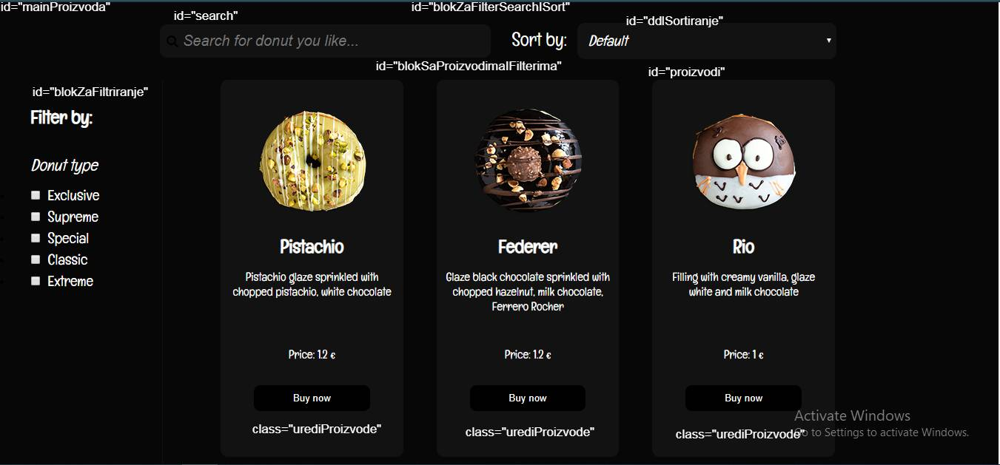 id="mainProizvoda"
id="blokZaFilterSearchISort"
id="search"
id="ddlSortiranje"
Search for donut you like...
Sort by:
Default
id="blokSaProizvodimaIFilterima"
id="proizvodi"
id="blokZaFiltriranje"
Filter by:
Donut type
Exclusive
Supreme
Special
Classic
Extreme
Pistachio
Pistachio glaze sprinkled with
chopped pistachio, white chocolate
Price: 1.2 €
Buy now
class="urediProizvode"
Federer
Glaze black chocolate sprinkled with
chopped hazelnut, milk chocolate,
Ferrero Rocher
Price: 1.2 €
Buy now
class="urediProizvode"
Rio
Filling with creamy vanilla, glaze
white and milk chocolate
Price: 1 €
Buy now
class="urediProizvode"
Activate Windows
Go to Settings to activate Windows.